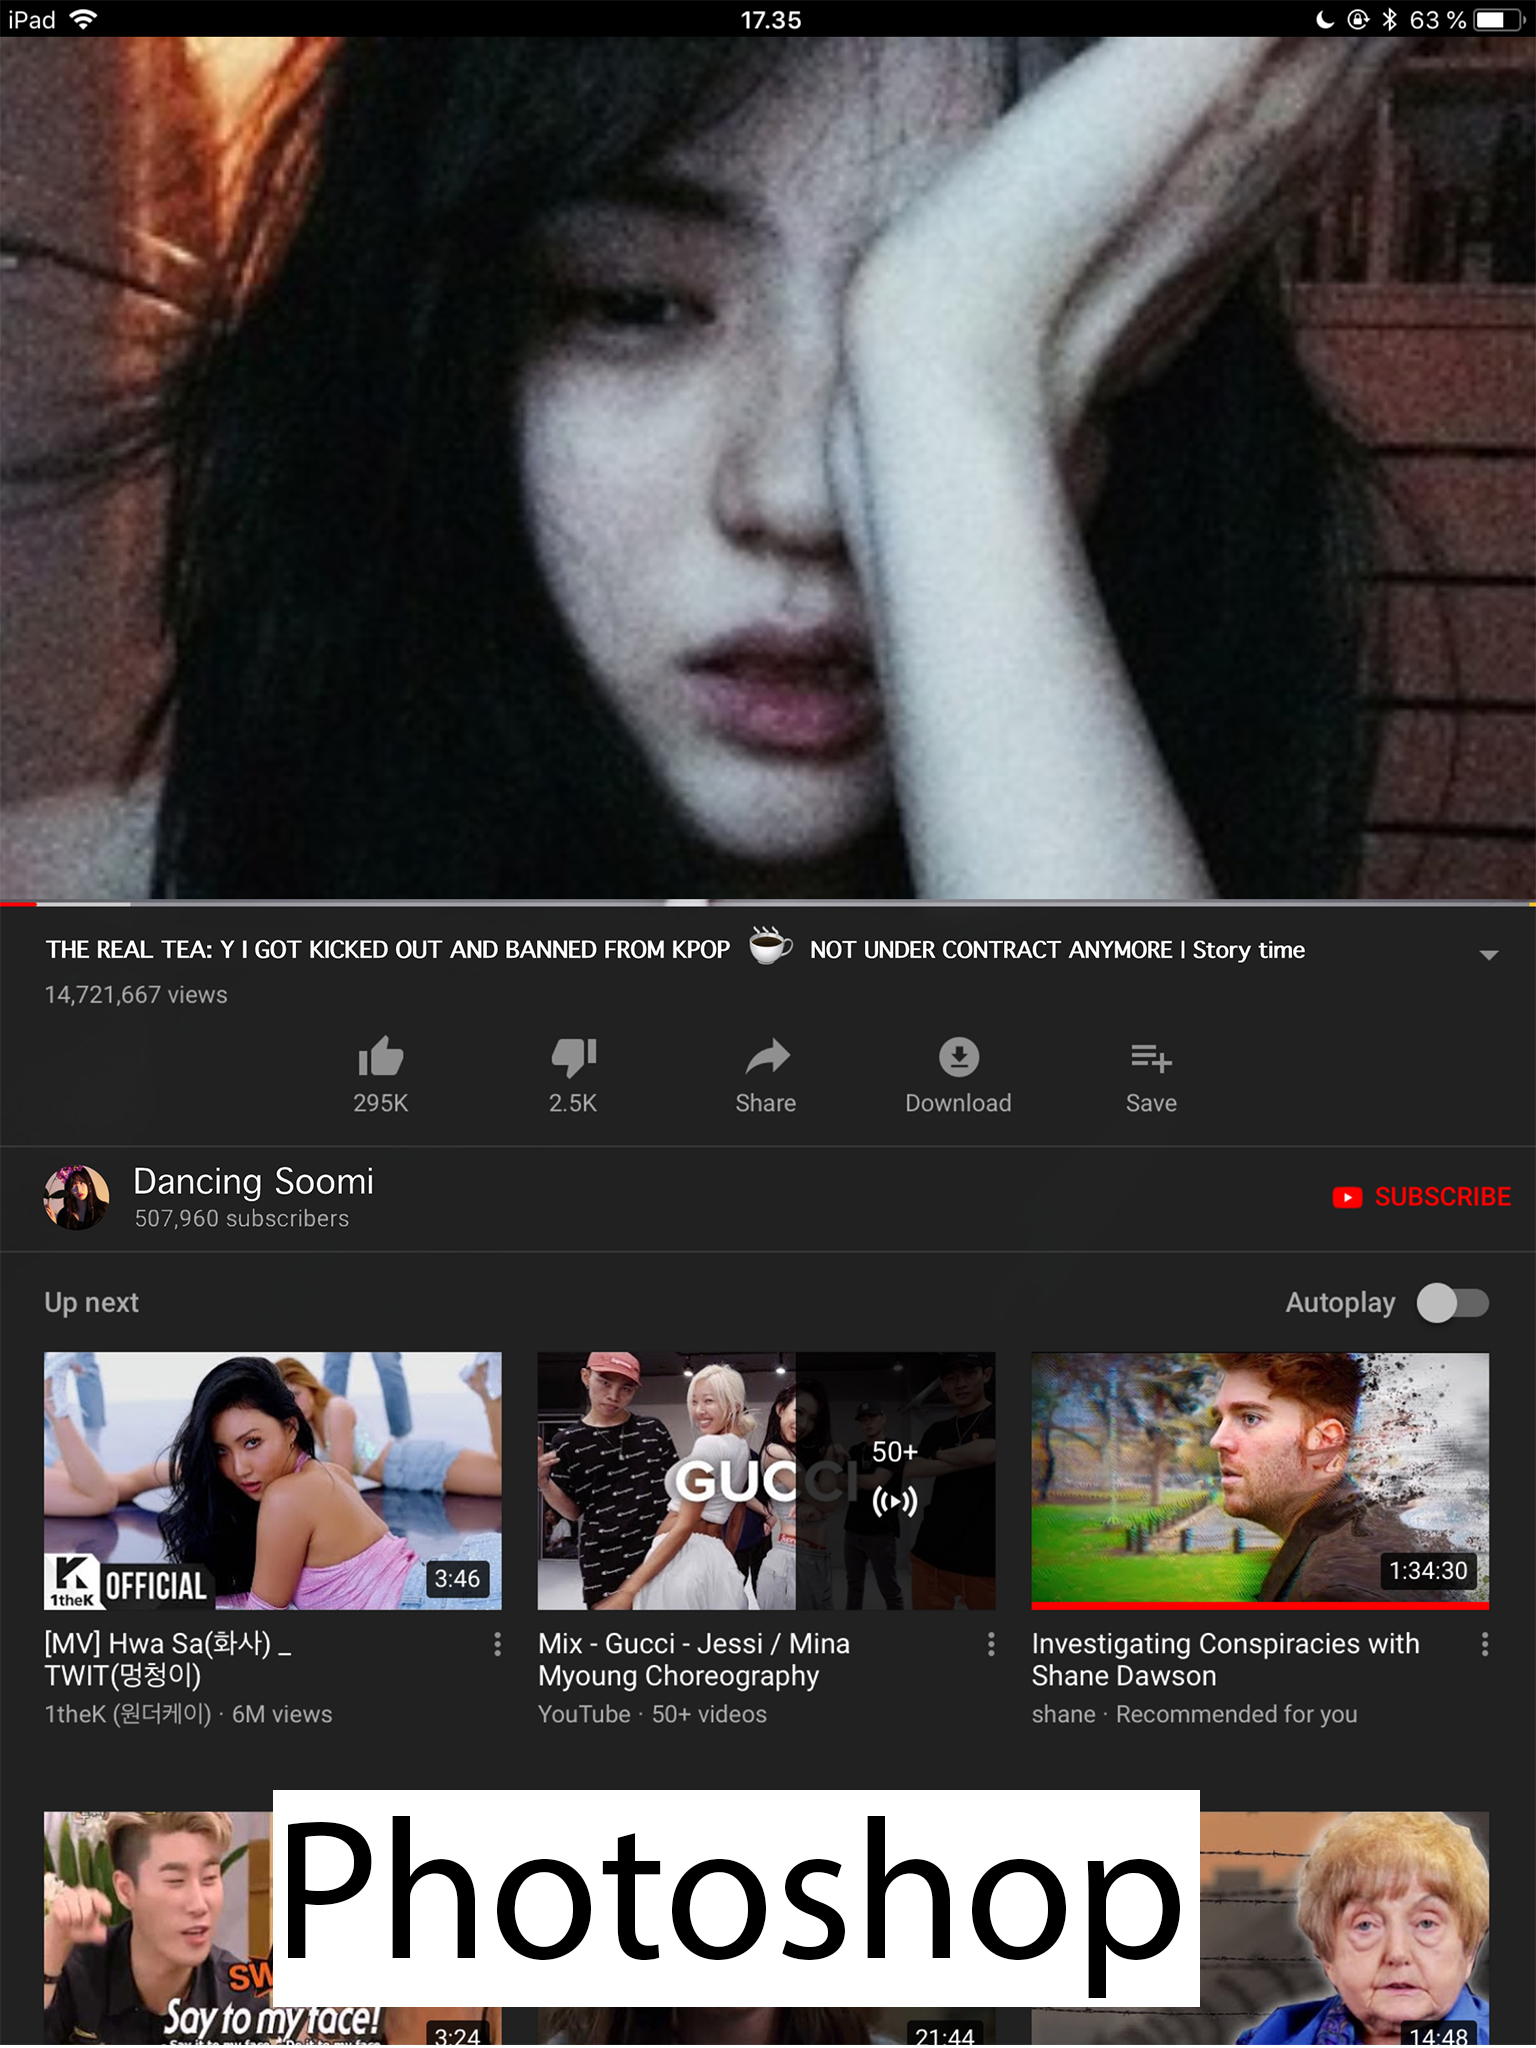 iPad 17.35 63 %
THE REAL TEA: Y I GOT KICKED OUT AND BANNED FROM KPOP ☕ NOT UNDER CONTRACT ANYMORE I Story time
14,721,667 views
295K 2.5K Share Download Save
Dancing Soomi
507,960 subscribers
SUBSCRIBE
Up next
Autoplay
K
1theK OFFICIAL
3:46
GUCCI
50+
1:34:30
[MV] Hwa Sa(화사) _
TWIT(멍청이)
1theK (원더케이) · 6M views
Mix - Gucci - Jessi / Mina
Myoung Choreography
YouTube · 50+ videos
Investigating Conspiracies with
Shane Dawson
shane · Recommended for you
Photoshop
SW
Say to my face!
3:24
21:44
14:48